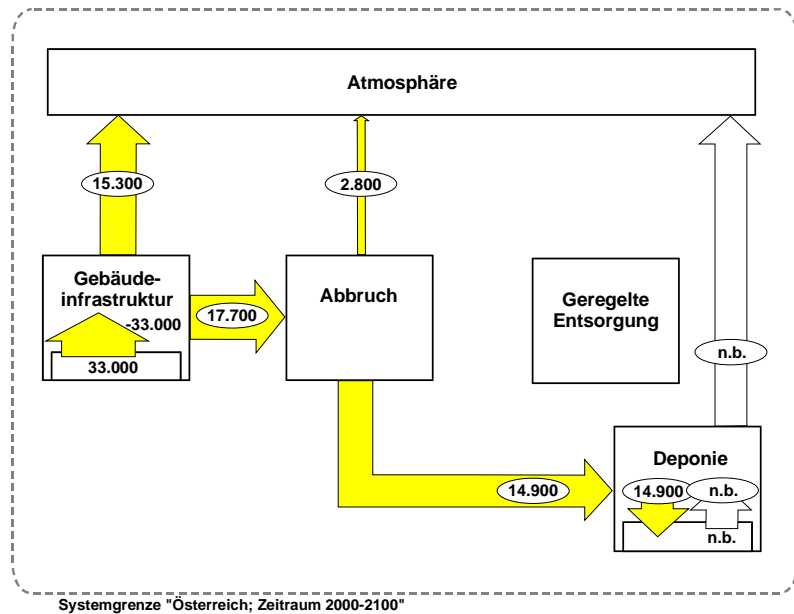 Atmosphäre
15.300
2.800
Gebäude-
infrastruktur
-33.000
33.000
17.700
Abbruch
Geregelte
Entsorgung
n.b.
14.900
Deponie
14.900
n.b.
n.b.
Systemgrenze "Österreich; Zeitraum 2000-2100"